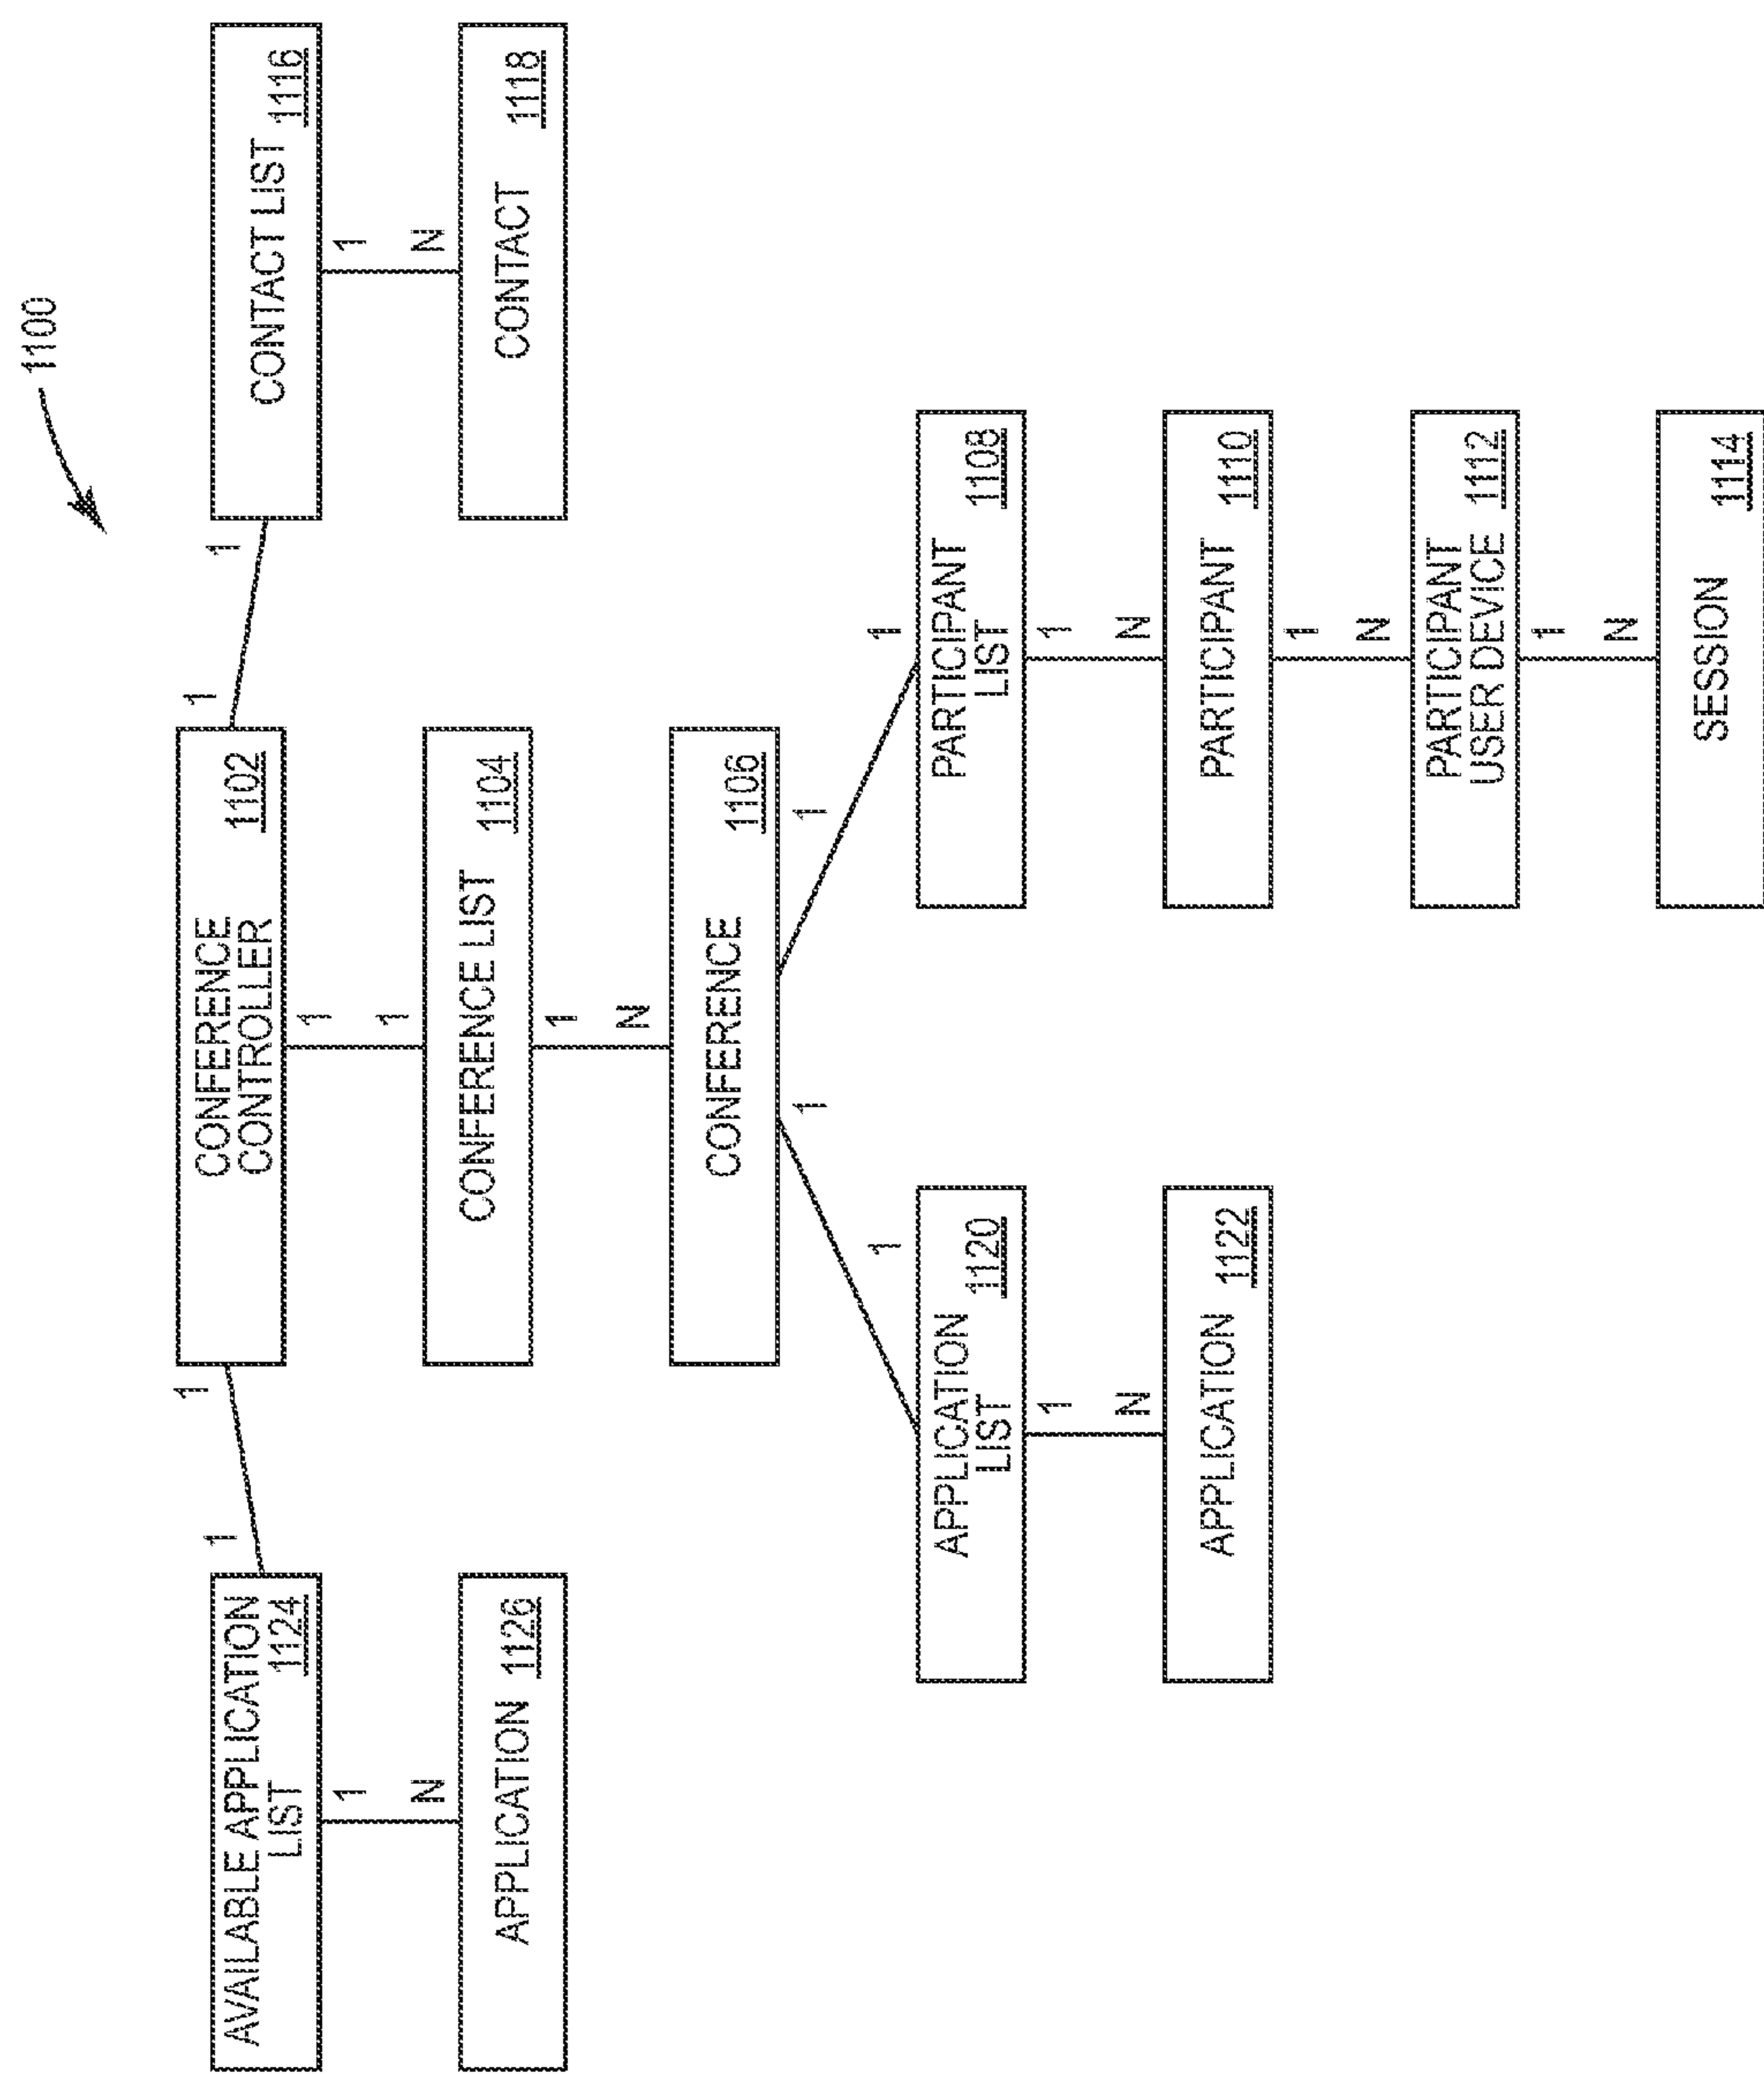 1100
AVAILABLE APPLICATION
LIST 1124
1
1
CONFERENCE
CONTROLLER
1102
1
1
CONTACT LIST 1116
1
N
1
1
1
N
APPLICATION 1126
CONFERENCE LIST 1104
CONTACT 1118
1
N
CONFERENCE 1106
1
1
1
1
APPLICATION
LIST 1120
PARTICIPANT
LIST 1108
1
N
1
N
APPLICATION 1122
PARTICIPANT 1110
1
N
PARTICIPANT
USER DEVICE 1112
1
N
SESSION 1114